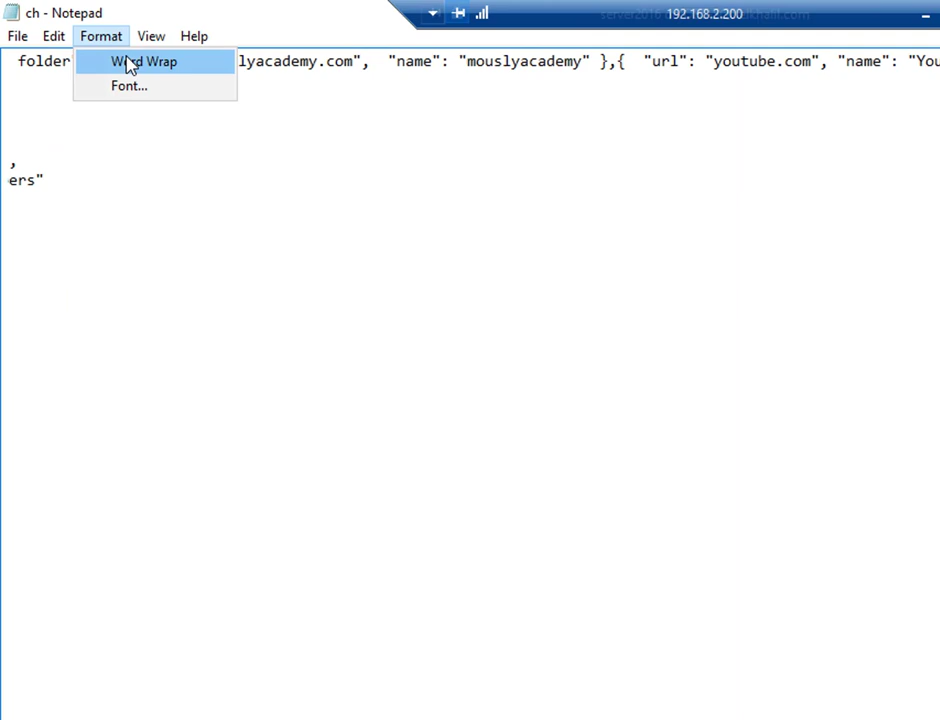 ch - Notepad
192.168.2.200
File Edit Format View Help
folder" lyacademy.com", "name": "mouslyacademy" },{ "url": "youtube.com", "name": "You
Word Wrap
Font...
,
ers"